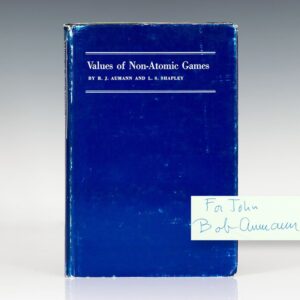 Values of Non-Atomic Games
BY R. J. AUMANN AND L. S. SHAPLEY
For John
Bob Aumann